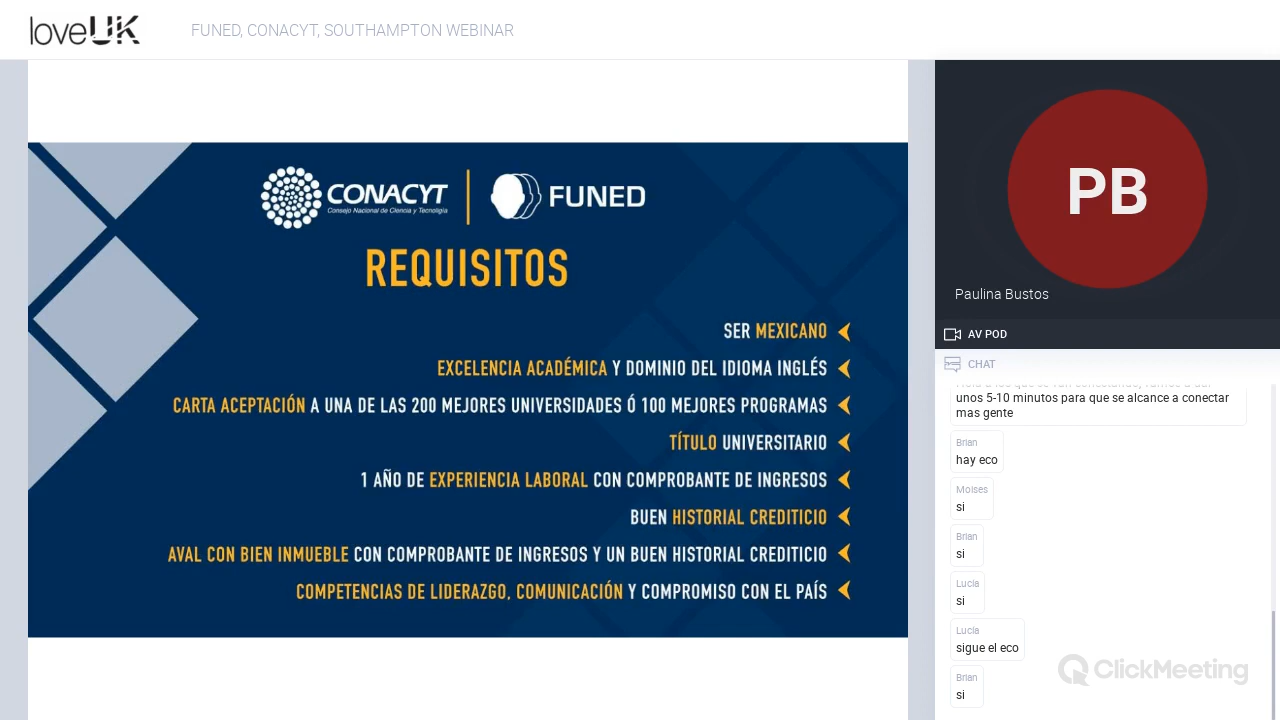 loveUK
FUNED, CONACYT, SOUTHAMPTON WEBINAR
CONACYT
Consejo Nacional de Ciencia y Tecnología
FUNED
REQUISITOS
SER MEXICANO
EXCELENCIA ACADÉMICA Y DOMINIO DEL IDIOMA INGLÉS
CARTA ACEPTACIÓN A UNA DE LAS 200 MEJORES UNIVERSIDADES Ó 100 MEJORES PROGRAMAS
TÍTULO UNIVERSITARIO
1 AÑO DE EXPERIENCIA LABORAL CON COMPROBANTE DE INGRESOS
BUEN HISTORIAL CREDITICIO
AVAL CON BIEN INMUEBLE CON COMPROBANTE DE INGRESOS Y UN BUEN HISTORIAL CREDITICIO
COMPETENCIAS DE LIDERAZGO, COMUNICACIÓN Y COMPROMISO CON EL PAÍS
PB
Paulina Bustos
AV POD
CHAT
unos 5-10 minutos para que se alcance a conectar
mas gente
Brian
hay eco
Moises
si
Brian
si
Lucia
si
Lucia
sigue el eco
Brian
si
ClickMeeting